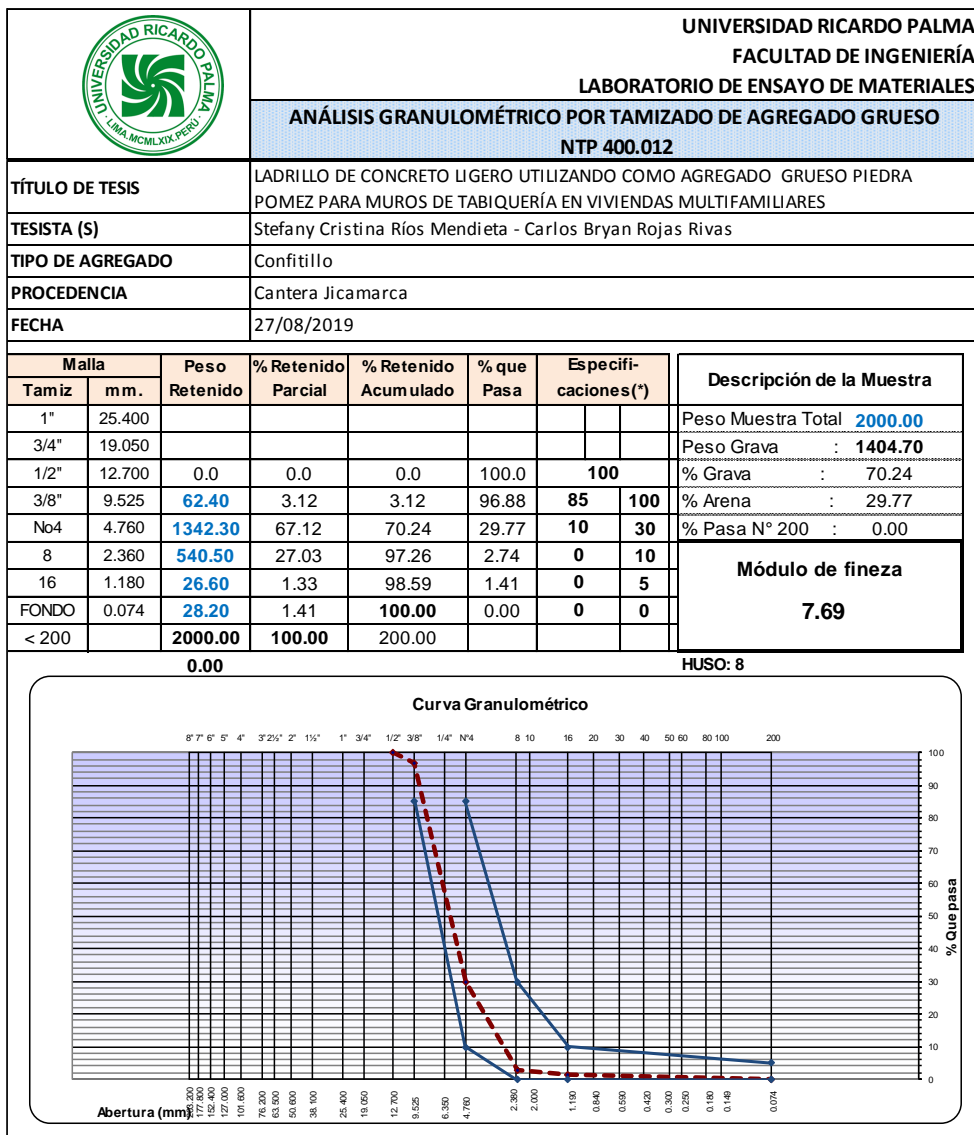 UNIVERSIDAD RICARDO PALMA
LIMA.MCMLXIX.PERÚ
UNIVERSIDAD RICARDO PALMA
FACULTAD DE INGENIERÍA
LABORATORIO DE ENSAYO DE MATERIALES
ANÁLISIS GRANULOMÉTRICO POR TAMIZADO DE AGREGADO GRUESO
NTP 400.012
TÍTULO DE TESIS
LADRILLO DE CONCRETO LIGERO UTILIZANDO COMO AGREGADO GRUESO PIEDRA
POMEZ PARA MUROS DE TABIQUERÍA EN VIVIENDAS MULTIFAMILIARES
TESISTA (S) Stefany Cristina Ríos Mendieta - Carlos Bryan Rojas Rivas
TIPO DE AGREGADO Confitillo
PROCEDENCIA Cantera Jicamarca
FECHA 27/08/2019
Malla Peso % Retenido % Retenido % que Especifi-
Tamiz mm. Retenido Parcial Acumulado Pasa caciones(*)
1" 25.400
3/4" 19.050
1/2" 12.700 0.0 0.0 0.0 100.0 100
3/8" 9.525 62.40 3.12 3.12 96.88 85 100
No4 4.760 1342.30 67.12 70.24 29.77 10 30
8 2.360 540.50 27.03 97.26 2.74 0 10
16 1.180 26.60 1.33 98.59 1.41 0 5
FONDO 0.074 28.20 1.41 100.00 0.00 0 0
< 200 2000.00 100.00 200.00
0.00
Descripción de la Muestra
Peso Muestra Total 2000.00
Peso Grava : 1404.70
% Grava : 70.24
% Arena : 29.77
% Pasa N° 200 : 0.00
Módulo de fineza
7.69
HUSO: 8
Curva Granulométrico
8" 7" 6" 5" 4" 3" 2½" 2" 1½" 1" 3/4" 1/2" 3/8" 1/4" N°4 8 10 16 20 30 40 50 60 80 100 200
100
90
80
70
60
50
40
30
20
10
0
% Que pasa
Abertura (mm)
177.800 152.400 127.000 101.600 76.200 63.500 50.600 38.100 25.400 19.050 12.700 9.525 6.350 4.760 2.380 2.000 1.190 0.840 0.590 0.420 0.300 0.250 0.180 0.149 0.074